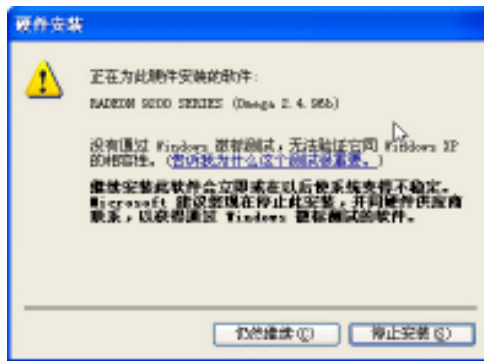 硬件安装
正在为此硬件安装的软件:
RADEON 9200 SERIES (Omega 2.4.96b)
没有通过 Windows 徽标测试，无法验证它同 Windows XP
的相容性。(告诉我为什么这个测试很重要。)
继续安装此软件会立即或在以后使系统变得不稳定。
Microsoft 建议您现在停止此安装，并同硬件供应商
联系，以获得通过 Windows 徽标测试的软件。
仍然继续(C)
停止安装(S)